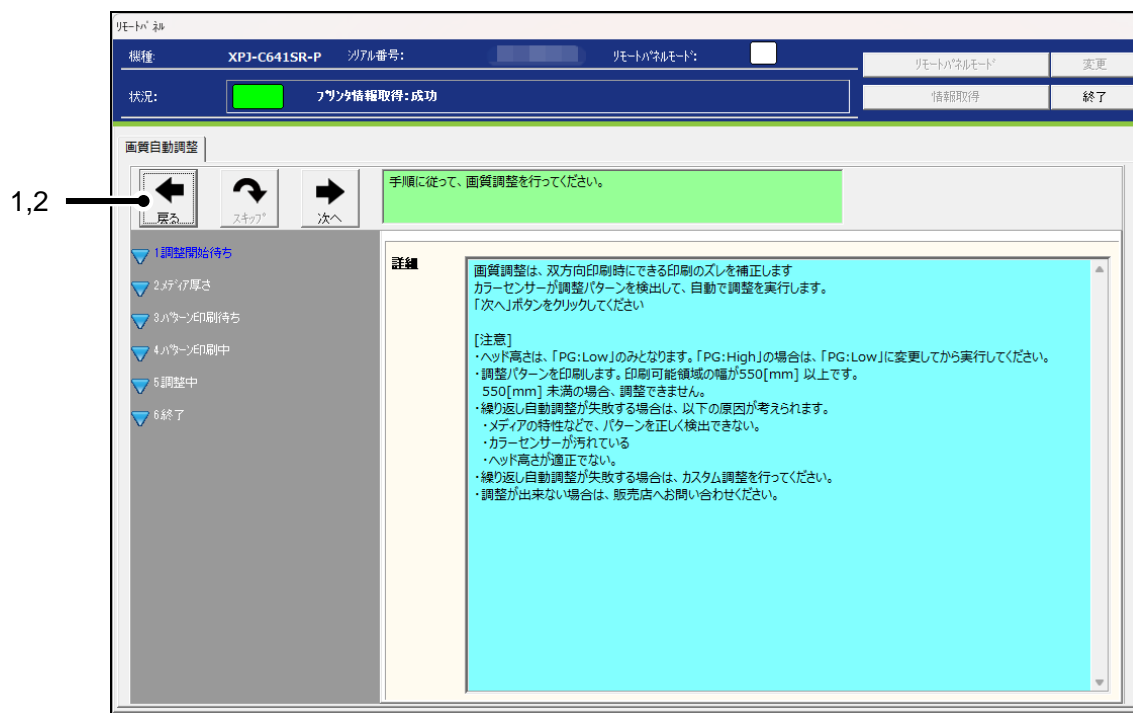 リモートパネル
機種: XPJ-C641SR-P シリアル番号: リモートパネルモード:
リモートパネルモード 変更
状況: プリンタ情報取得:成功
情報取得 終了
画質自動調整
1,2
戻る スキップ 次へ
手順に従って、画質調整を行ってください。
1.調整開始待ち
2.メディア厚さ
3.パターン印刷待ち
4.パターン印刷中
5.調整中
6.終了
詳細
画質調整は、双方向印刷時にできる印刷のズレを補正します
カラーセンサーが調整パターンを検出して、自動で調整を実行します。
「次へ」ボタンをクリックしてください
[注意]
・ヘッド高さは、「PG:Low」のみとなります。「PG:High」の場合は、「PG:Low」に変更してから実行してください。
・調整パターンを印刷します。印刷可能領域の幅が550[mm] 以上です。
550[mm] 未満の場合、調整できません。
・繰り返し自動調整が失敗する場合は、以下の原因が考えられます。
・メディアの特性などで、パターンを正しく検出できない。
・カラーセンサーが汚れている
・ヘッド高さが適正でない。
・繰り返し自動調整が失敗する場合は、カスタム調整を行ってください。
・調整が出来ない場合は、販売店へお問い合わせください。